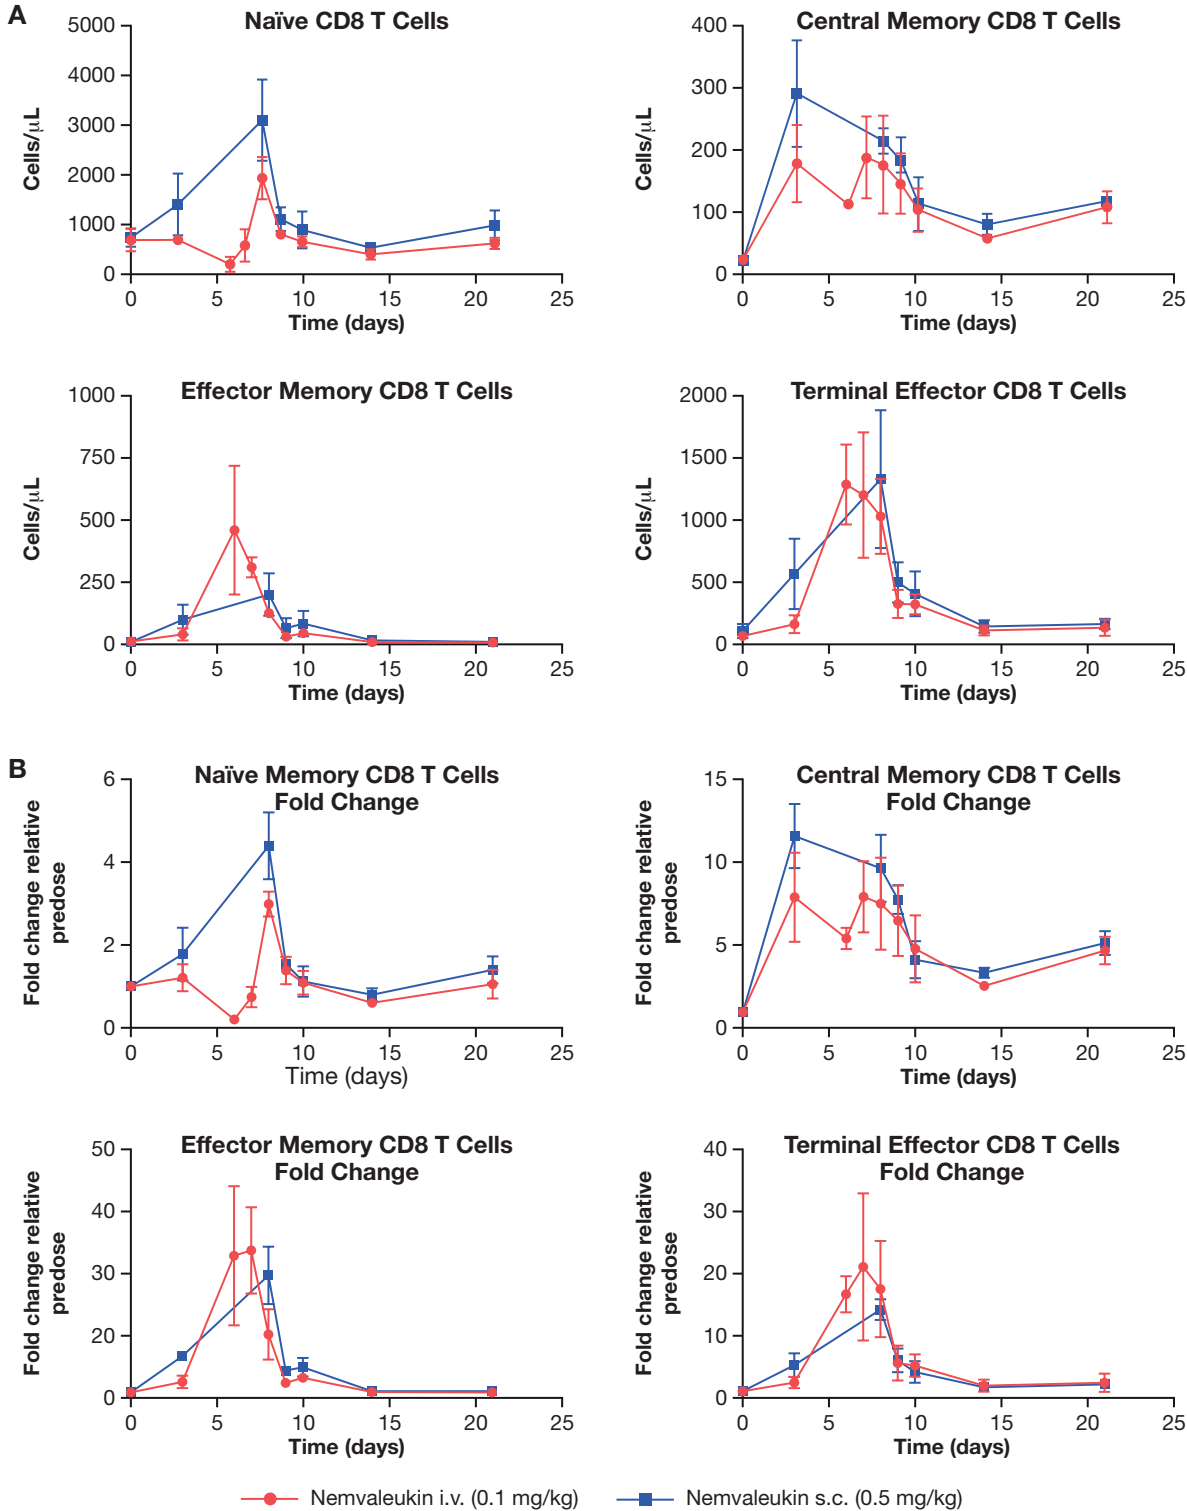 A
Naïve CD8 T Cells
5000
4000
3000
2000
1000
0
Cells/µL
0 5 10 15 20 25
Time (days)
Central Memory CD8 T Cells
400
300
200
100
0
Cells/µL
0 5 10 15 20 25
Time (days)
Effector Memory CD8 T Cells
1000
750
500
250
0
Cells/µL
0 5 10 15 20 25
Time (days)
Terminal Effector CD8 T Cells
2000
1500
1000
500
0
Cells/µL
0 5 10 15 20 25
Time (days)
B
Naïve Memory CD8 T Cells
Fold Change
6
4
2
0
Fold change relative
predose
0 5 10 15 20 25
Time (days)
Central Memory CD8 T Cells
Fold Change
15
10
5
0
Fold change relative
predose
0 5 10 15 20 25
Time (days)
Effector Memory CD8 T Cells
Fold Change
50
40
30
20
10
0
Fold change relative
predose
0 5 10 15 20 25
Time (days)
Terminal Effector CD8 T Cells
Fold Change
40
30
20
10
0
Fold change relative
predose
0 5 10 15 20 25
Time (days)
Nemvaleukin i.v. (0.1 mg/kg)
Nemvaleukin s.c. (0.5 mg/kg)